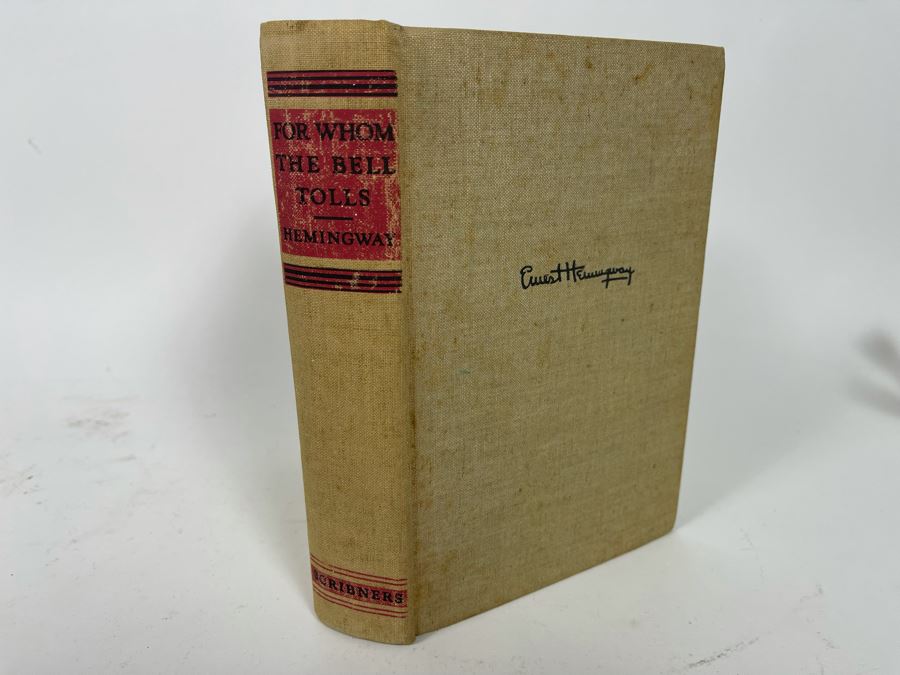 FOR WHOM
THE BELL
TOLLS
HEMINGWAY
SCRIBNERS
Ernest Hemingway